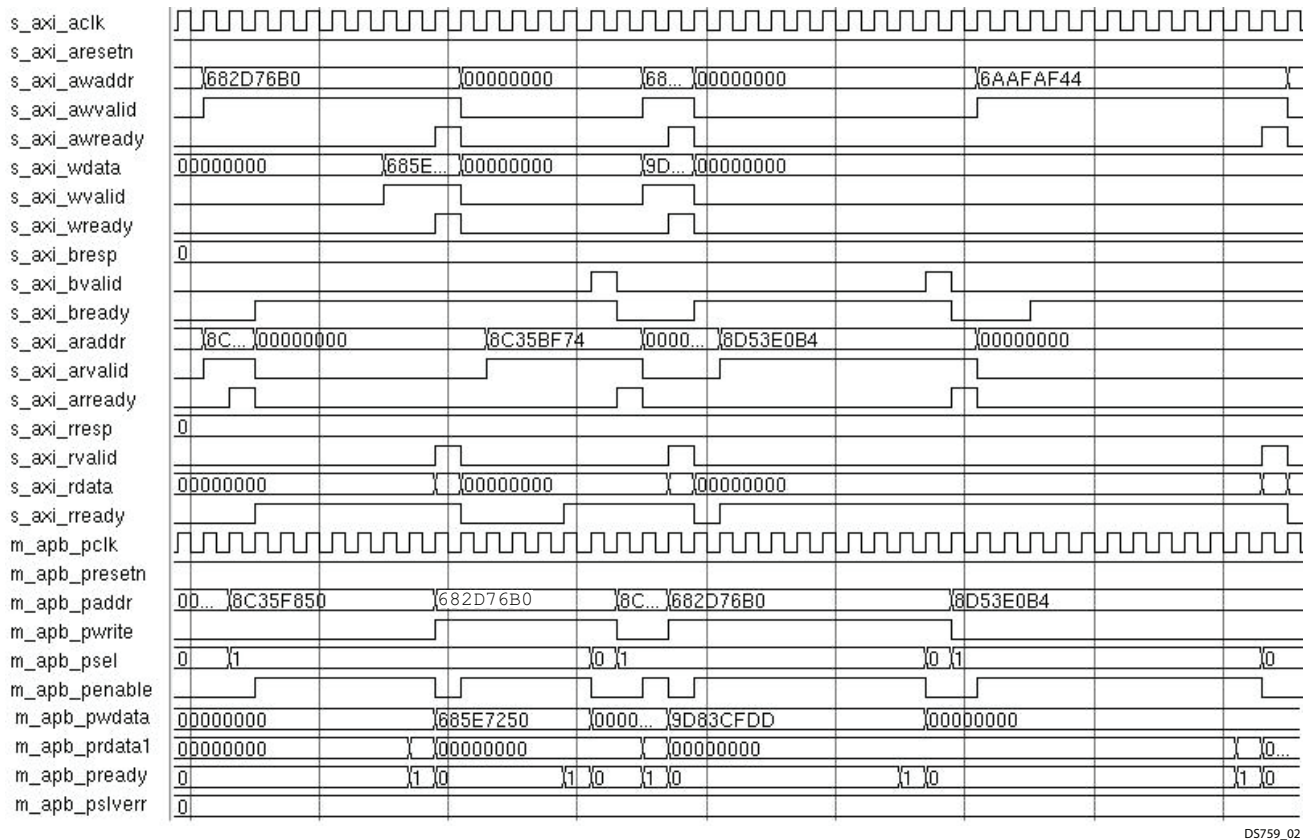 s_axi_aclk
s_axi_aresetn
s_axi_awaddr 682D76B0 00000000 68... 00000000 6AAFAF44
s_axi_awvalid
s_axi_awready
s_axi_wdata 00000000 685E... 00000000 9D... 00000000
s_axi_wvalid
s_axi_wready
s_axi_bresp 0
s_axi_bvalid
s_axi_bready
s_axi_araddr 8C... 00000000 8C35BF74 0000... 8D53E0B4 00000000
s_axi_arvalid
s_axi_arready
s_axi_rresp 0
s_axi_rvalid
s_axi_rdata 00000000 00000000 00000000
s_axi_rready
m_apb_pclk
m_apb_presetn
m_apb_paddr 00... 8C35F850 682D76B0 8C... 682D76B0 8D53E0B4
m_apb_pwrite
m_apb_psel 0 1 0 1 0 1 0
m_apb_penable
m_apb_pwdata 00000000 685E7250 0000... 9D83CFDD 00000000
m_apb_prdata1 00000000 00000000 00000000 0...
m_apb_pready 0 1 0 1 0 1 0 1 0 1 0
m_apb_pslverr 0
DS759_02